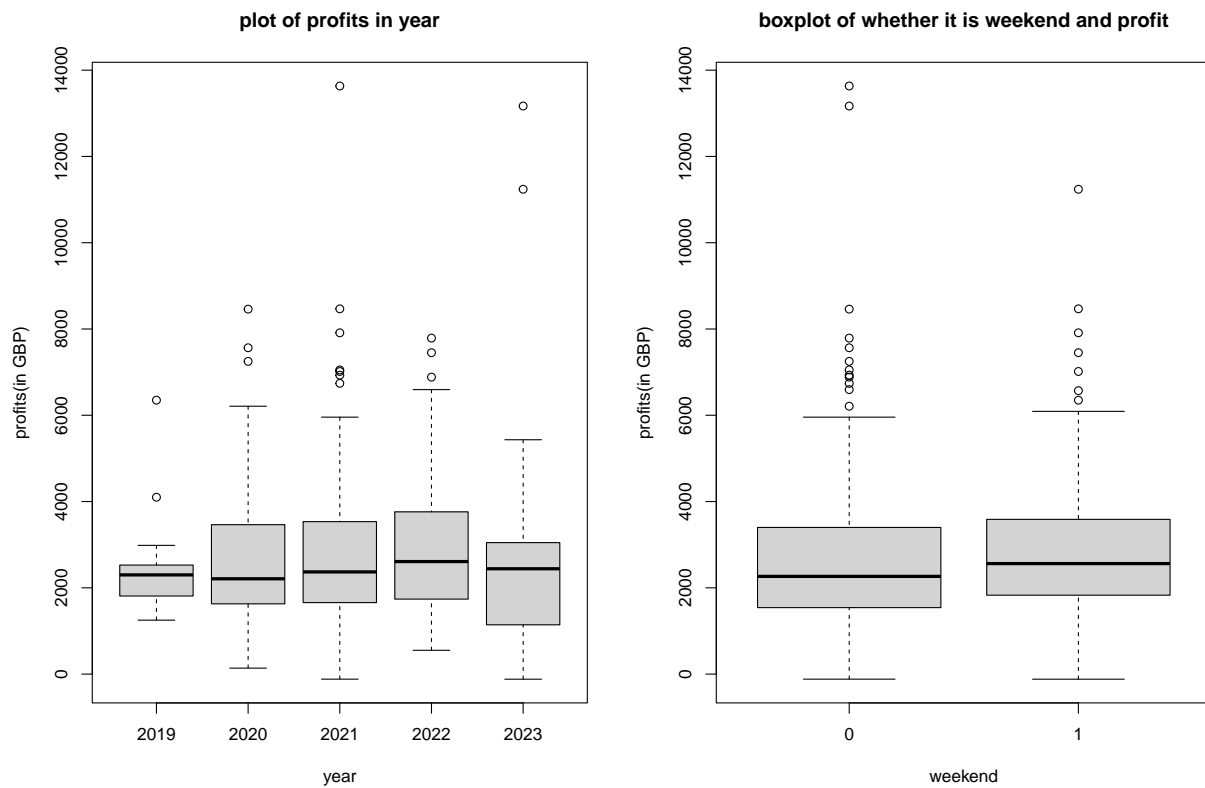 plot of profits in year
profits(in GBP)
14000
12000
10000
8000
6000
4000
2000
0
2019 2020 2021 2022 2023
year
boxplot of whether it is weekend and profit
profits(in GBP)
14000
12000
10000
8000
6000
4000
2000
0
0 1
weekend